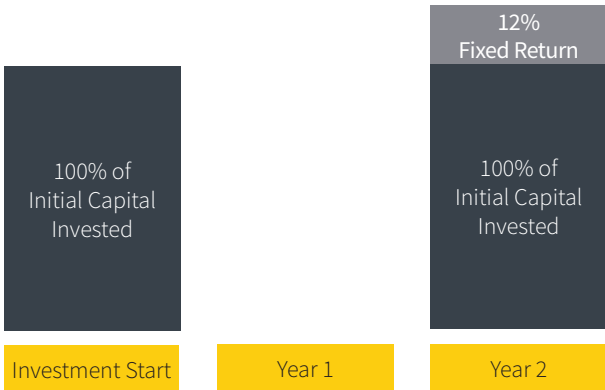 12%
Fixed Return
100% of
Initial Capital
Invested
100% of
Initial Capital
Invested
Investment Start
Year 1
Year 2